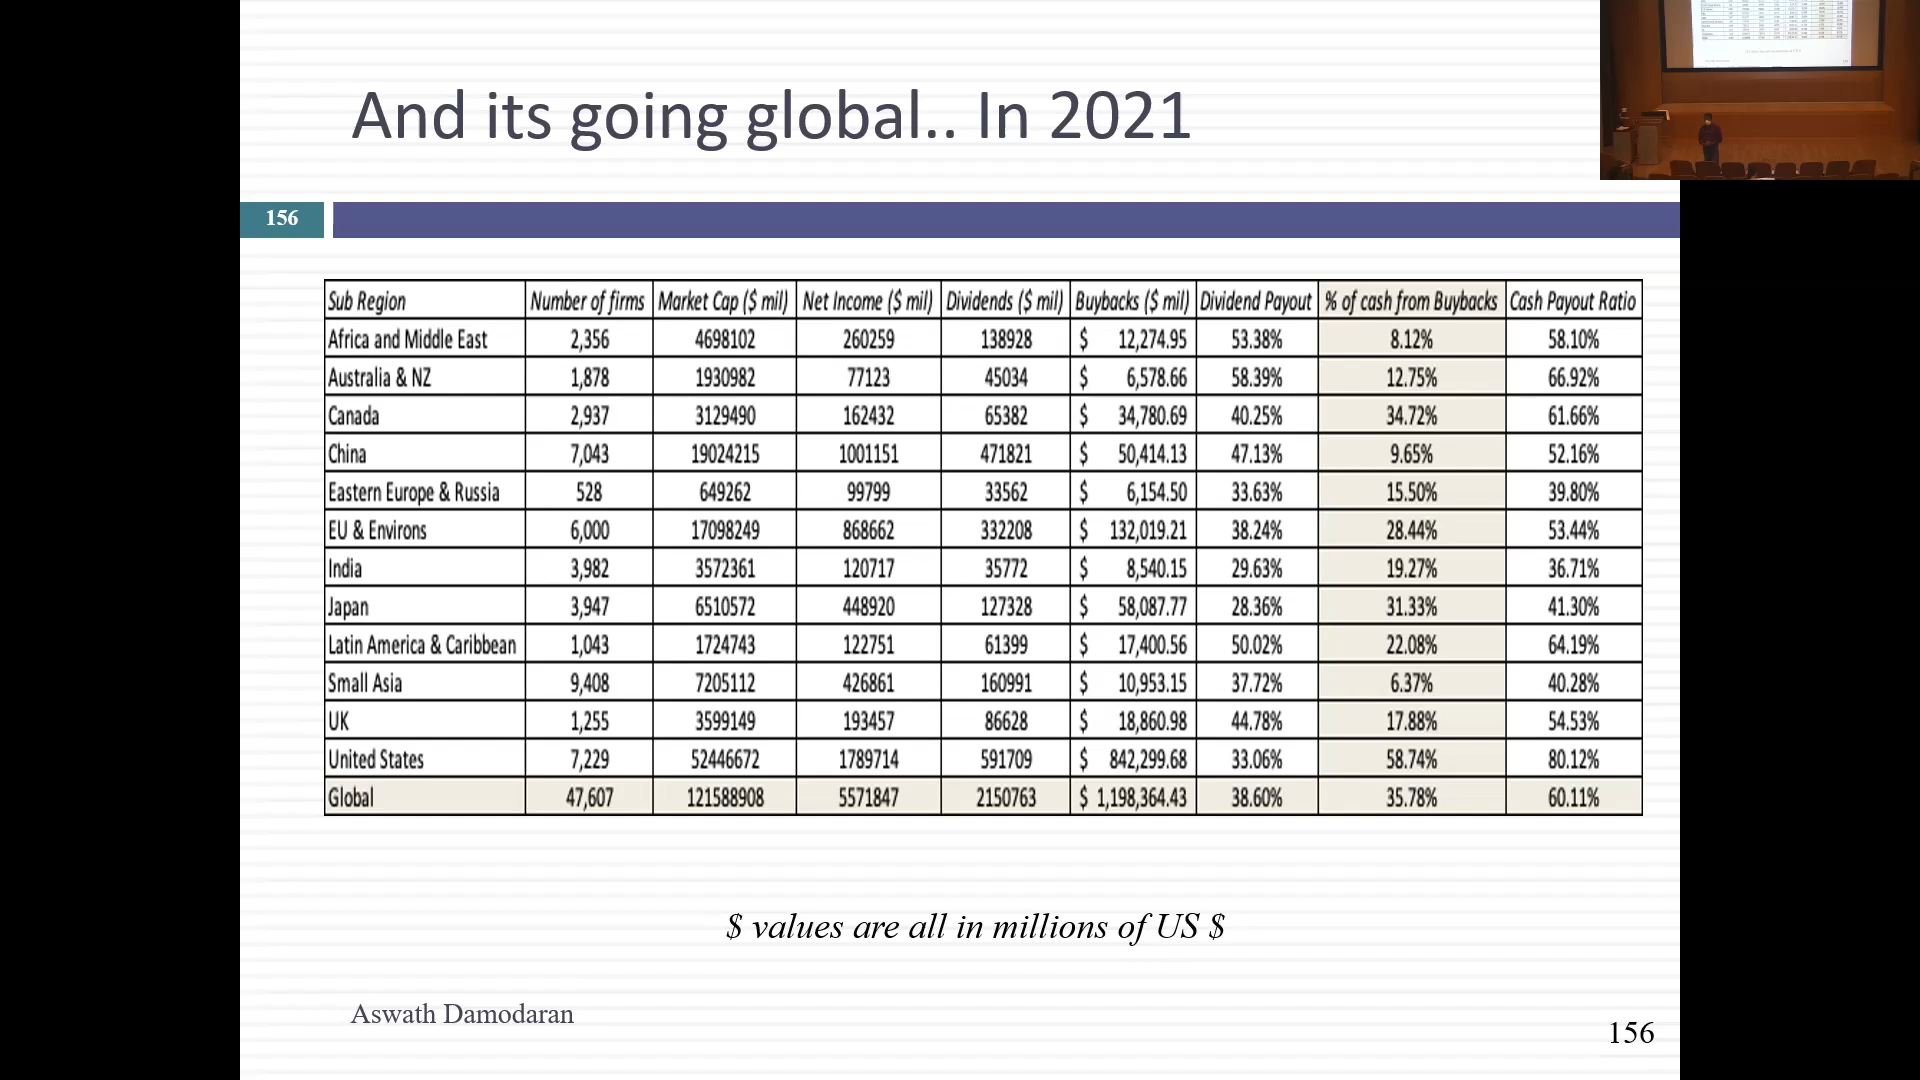 And its going global.. In 2021
156
Sub Region Number of firms Market Cap ($ mil) Net Income ($ mil) Dividends ($ mil) Buybacks ($ mil) Dividend Payout % of cash from Buybacks Cash Payout Ratio
Africa and Middle East 2,356 4698102 260259 138928 $ 12,274.95 53.38% 8.12% 58.10%
Australia & NZ 1,878 1930982 77123 45034 $ 6,578.66 58.39% 12.75% 66.92%
Canada 2,937 3129490 162432 65382 $ 34,780.69 40.25% 34.72% 61.66%
China 7,043 19024215 1001151 471821 $ 50,414.13 47.13% 9.65% 52.16%
Eastern Europe & Russia 528 649262 99799 33562 $ 6,154.50 33.63% 15.50% 39.80%
EU & Environs 6,000 17098249 868662 332208 $ 132,019.21 38.24% 28.44% 53.44%
India 3,982 3572361 120717 35772 $ 8,540.15 29.63% 19.27% 36.71%
Japan 3,947 6510572 448920 127328 $ 58,087.77 28.36% 31.33% 41.30%
Latin America & Caribbean 1,043 1724743 122751 61399 $ 17,400.56 50.02% 22.08% 64.19%
Small Asia 9,408 7205112 426861 160991 $ 10,953.15 37.72% 6.37% 40.28%
UK 1,255 3599149 193457 86628 $ 18,860.98 44.78% 17.88% 54.53%
United States 7,229 52446672 1789714 591709 $ 842,299.68 33.06% 58.74% 80.12%
Global 47,607 121588908 5571847 2150763 $ 1,198,364.43 38.60% 35.78% 60.11%
$ values are all in millions of US $
Aswath Damodaran
156